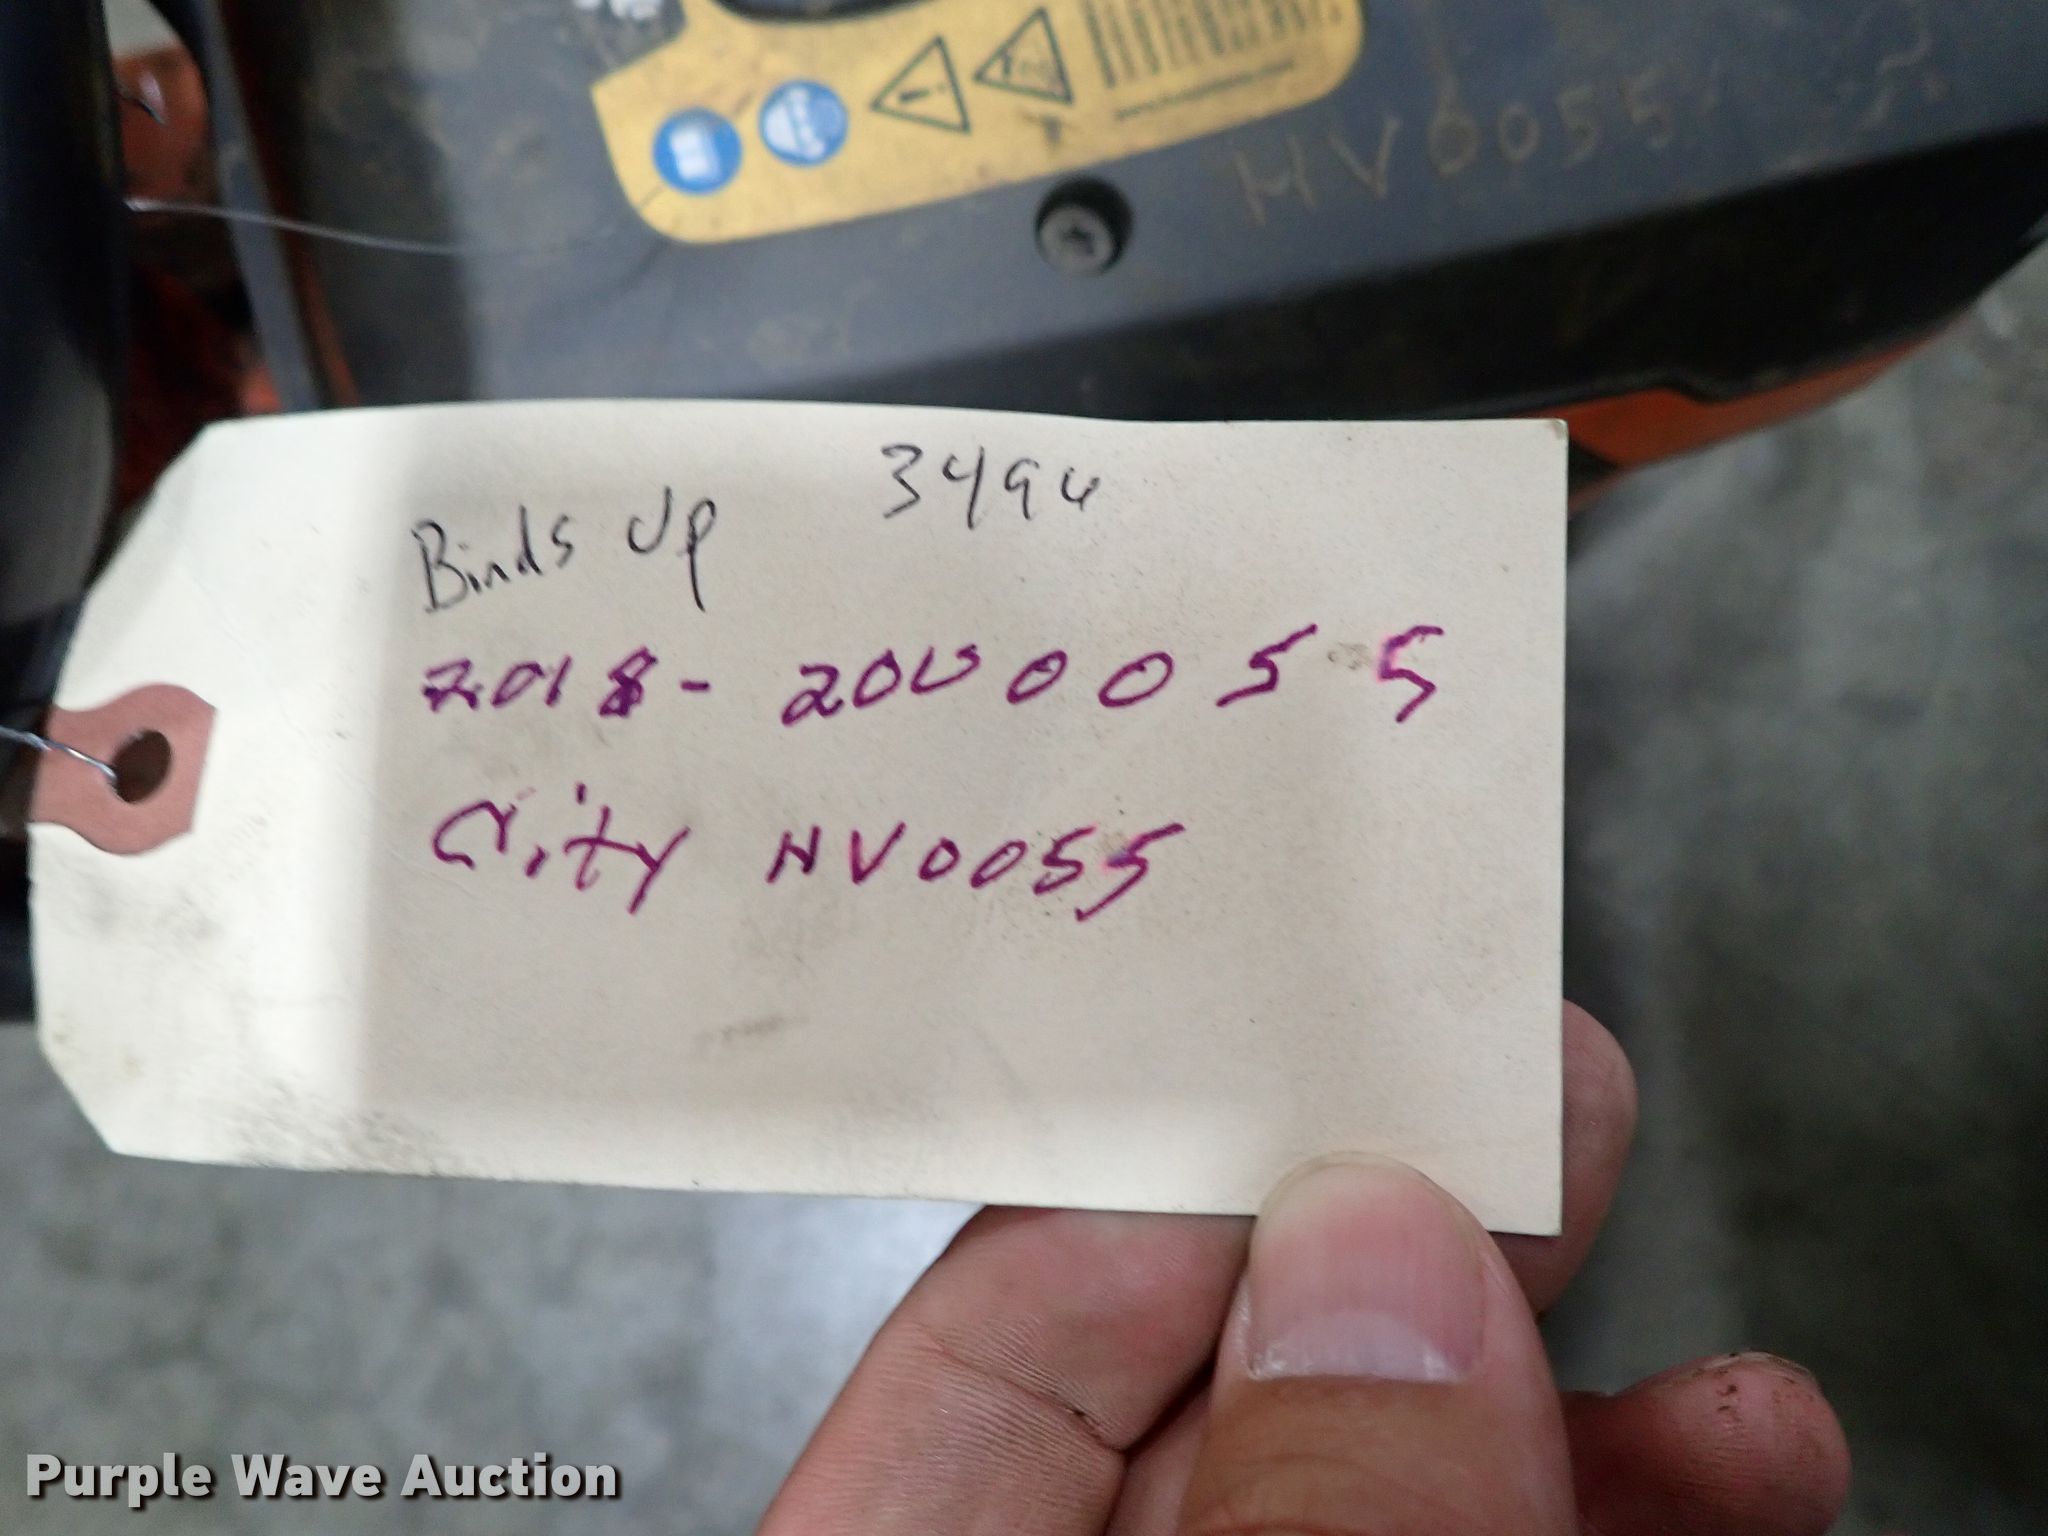 HV0055
Binds Up 3494
2018-2000055
City HV0055
Purple Wave Auction